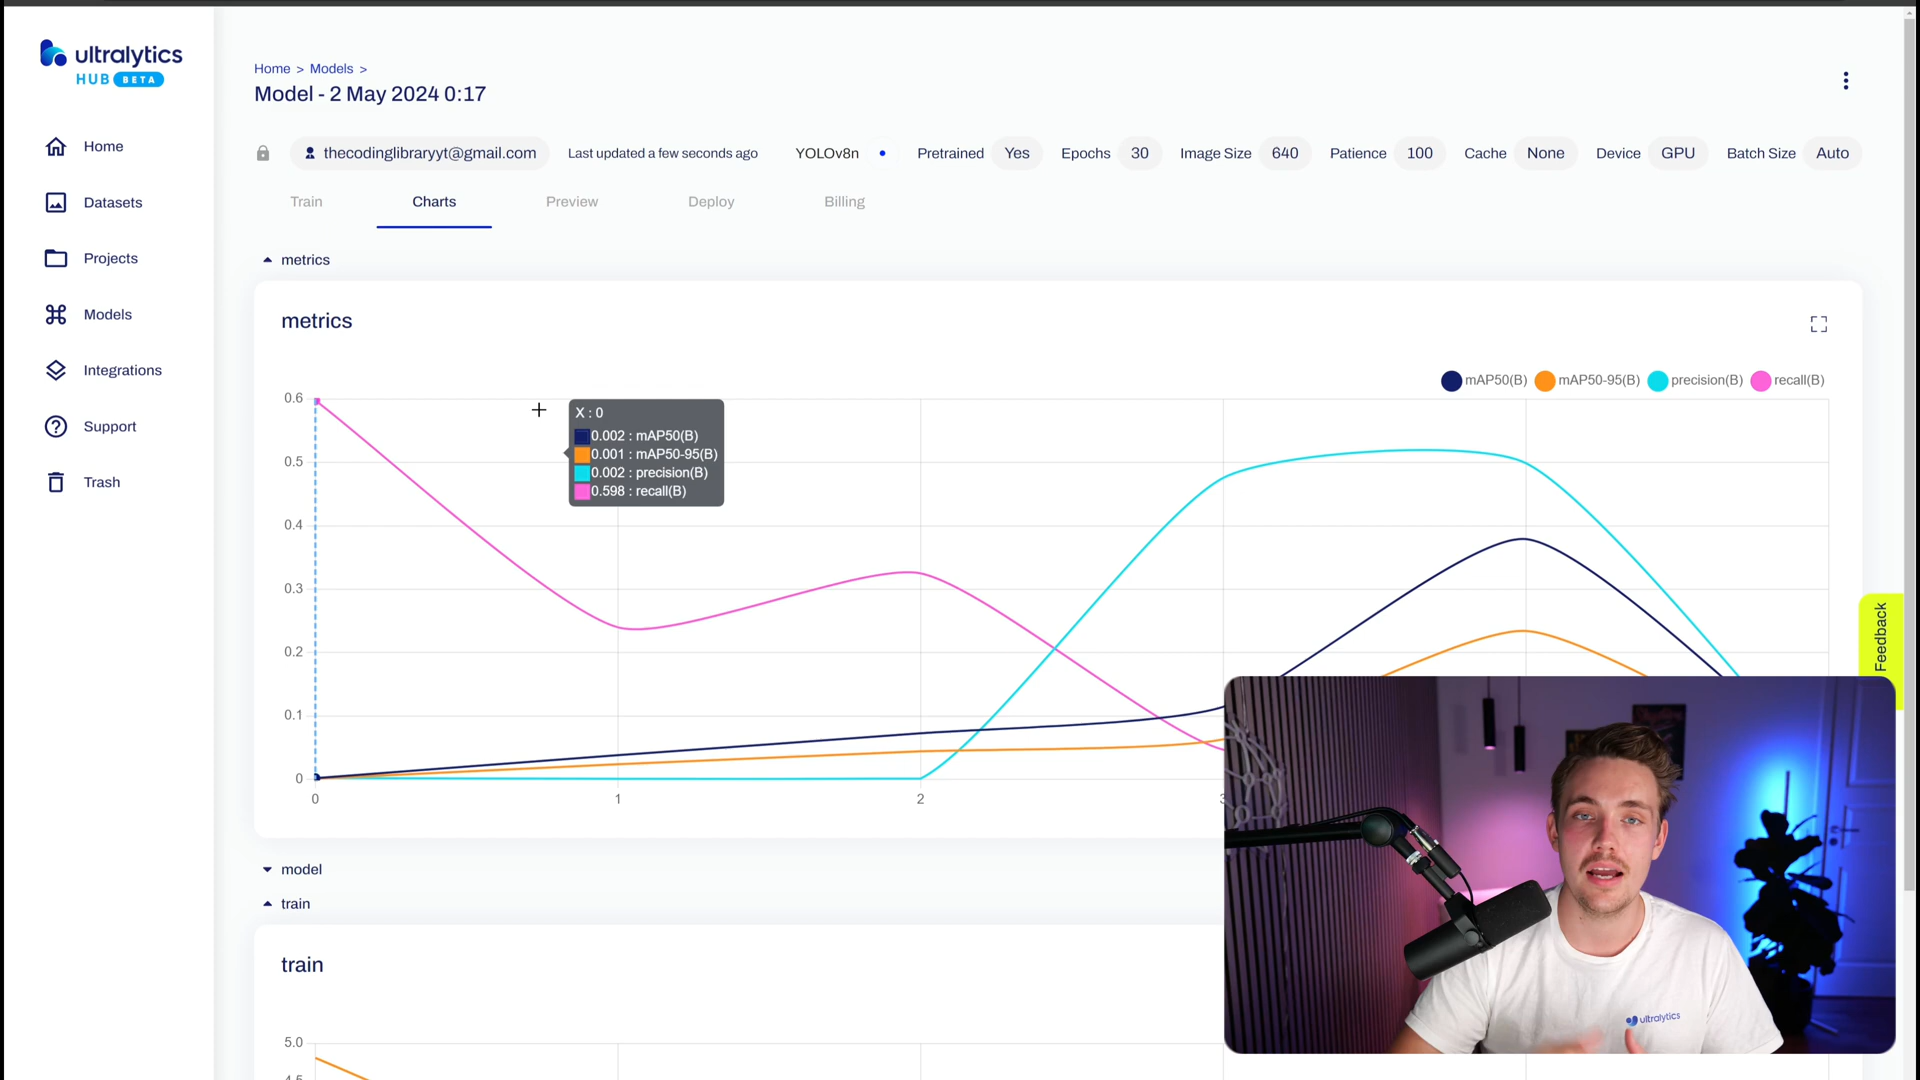 ultralytics
HUB BETA
Home
Datasets
Projects
Models
Integrations
Support
Trash
Home > Models >
Model - 2 May 2024 0:17
thecodinglibraryyt@gmail.com Last updated a few seconds ago YOLOv8n Pretrained Yes Epochs 30 Image Size 640 Patience 100 Cache None Device GPU Batch Size Auto
Train Charts Preview Deploy Billing
metrics
metrics
mAP50(B) mAP50-95(B) precision(B) recall(B)
X : 0
0.002 : mAP50(B)
0.001 : mAP50-95(B)
0.002 : precision(B)
0.598 : recall(B)
0.6
0.5
0.4
0.3
0.2
0.1
0
0 1 2
Feedback
model
train
train
5.0
4.5
ultralytics